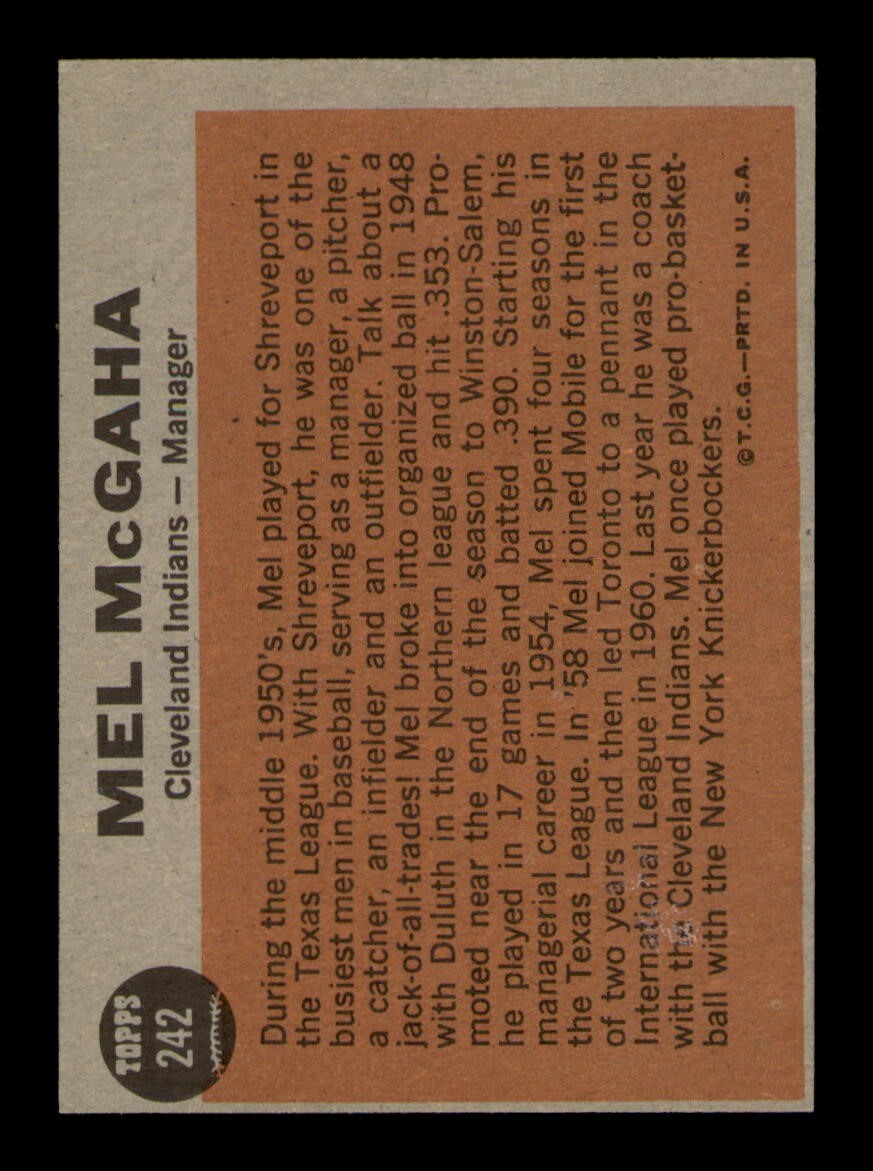 TOPPS
242
MEL McGAHA
Cleveland Indians — Manager
During the middle 1950's, Mel played for Shreveport in
the Texas League. With Shreveport, he was one of the
busiest men in baseball, serving as a manager, a pitcher,
a catcher, an infielder and an outfielder. Talk about a
jack-of-all-trades! Mel broke into organized ball in 1948
with Duluth in the Northern league and hit .353. Pro-
moted near the end of the season to Winston-Salem,
he played in 17 games and batted .390. Starting his
managerial career in 1954, Mel spent four seasons in
the Texas League. In '58 Mel joined Mobile for the first
of two years and then led Toronto to a pennant in the
International League in 1960. Last year he was a coach
with the Cleveland Indians. Mel once played pro-basket-
ball with the New York Knickerbockers.
©T.C.G.—PRTD. IN U.S.A.